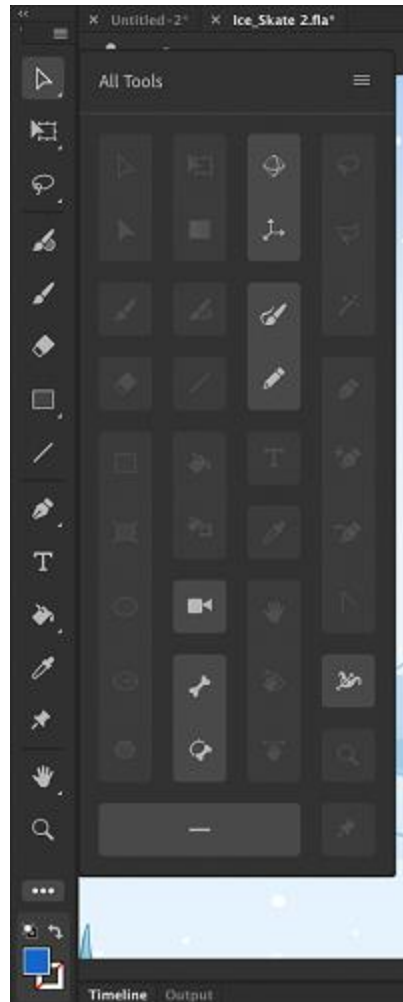 Untitled-2* Ice_Skate 2.fla*
All Tools
T
T
Timeline Output